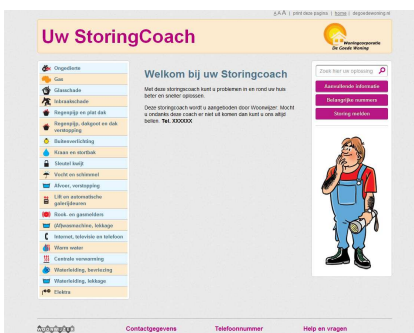 AAA | print deze pagina | home | degoedewoning.nl
Uw StoringCoach
Woningcorporatie
De Goede Woning
Ongedierte
Gas
Glasschade
Inbraakschade
Regenpijp en plat dak
Regenpijp, dakgoot en dak
verstopping
Buitenverlichting
Kraan en stortbak
Sleutel kwijt
Vocht en schimmel
Afvoer, verstopping
Lift en automatische
galerijdeuren
Rook- en gasmelders
(Af)wasmachine, lekkage
Internet, televisie en telefoon
Warm water
Centrale verwarming
Waterleiding, bevriezing
Waterleiding, lekkage
Elektra
Welkom bij uw Storingcoach
Met deze storingcoach kunt u problemen in en rond uw huis
beter en sneller oplossen.
Deze storingcoach wordt u aangeboden door Woonwijzer. Mocht
u ondanks deze coach er niet uit komen dan kunt u ons altijd
bellen. Tel. XXXXXX
Zoek hier uw oplossing
Aanvullende informatie
Belangrijke nummers
Storing melden
Contactgegevens
Telefoonnummer
Help en vragen